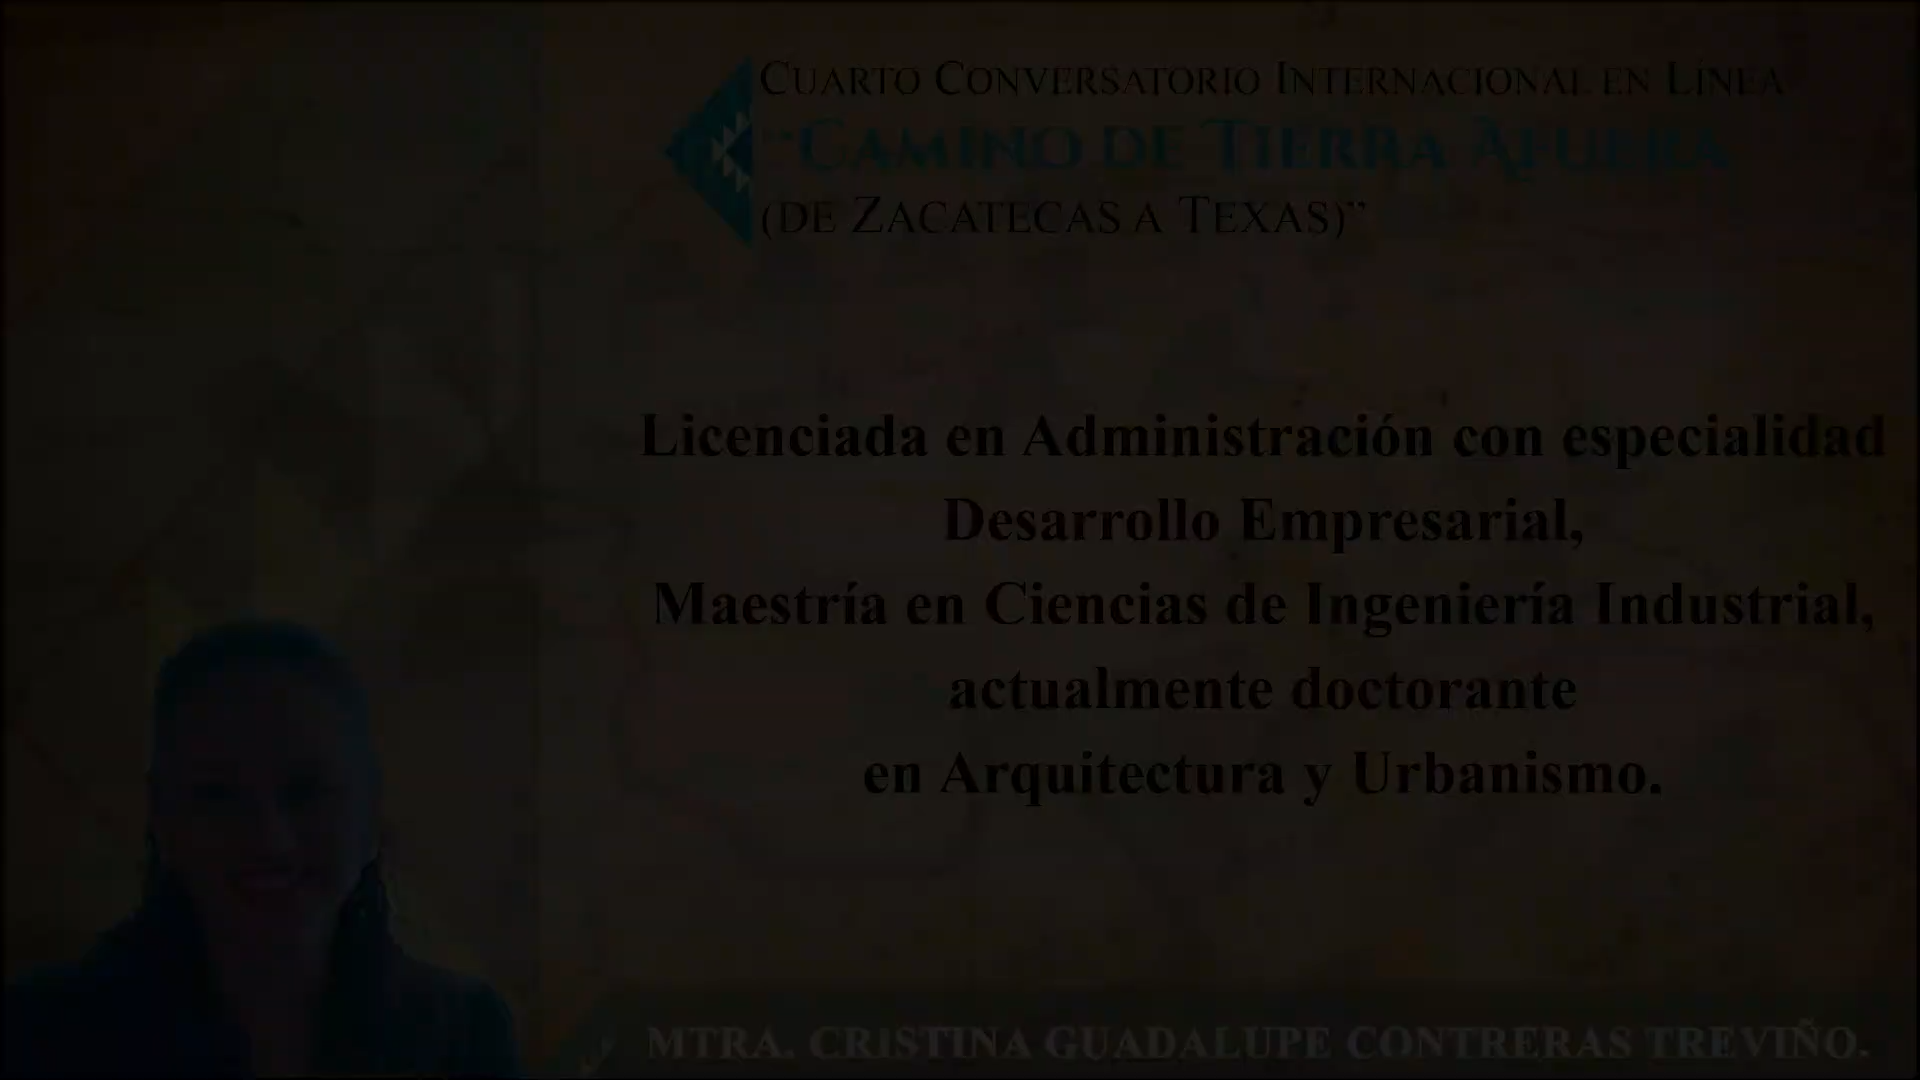 CUARTO CONVERSATORIO INTERNACIONAL EN LÍNEA
“CAMINO DE TIERRA AFUERA
(DE ZACATECAS A TEXAS)”
Licenciada en Administración con especialidad
Desarrollo Empresarial,
Maestría en Ciencias de Ingeniería Industrial,
actualmente doctorante
en Arquitectura y Urbanismo.
MTRA. CRISTINA GUADALUPE CONTRERAS TREVIÑO.